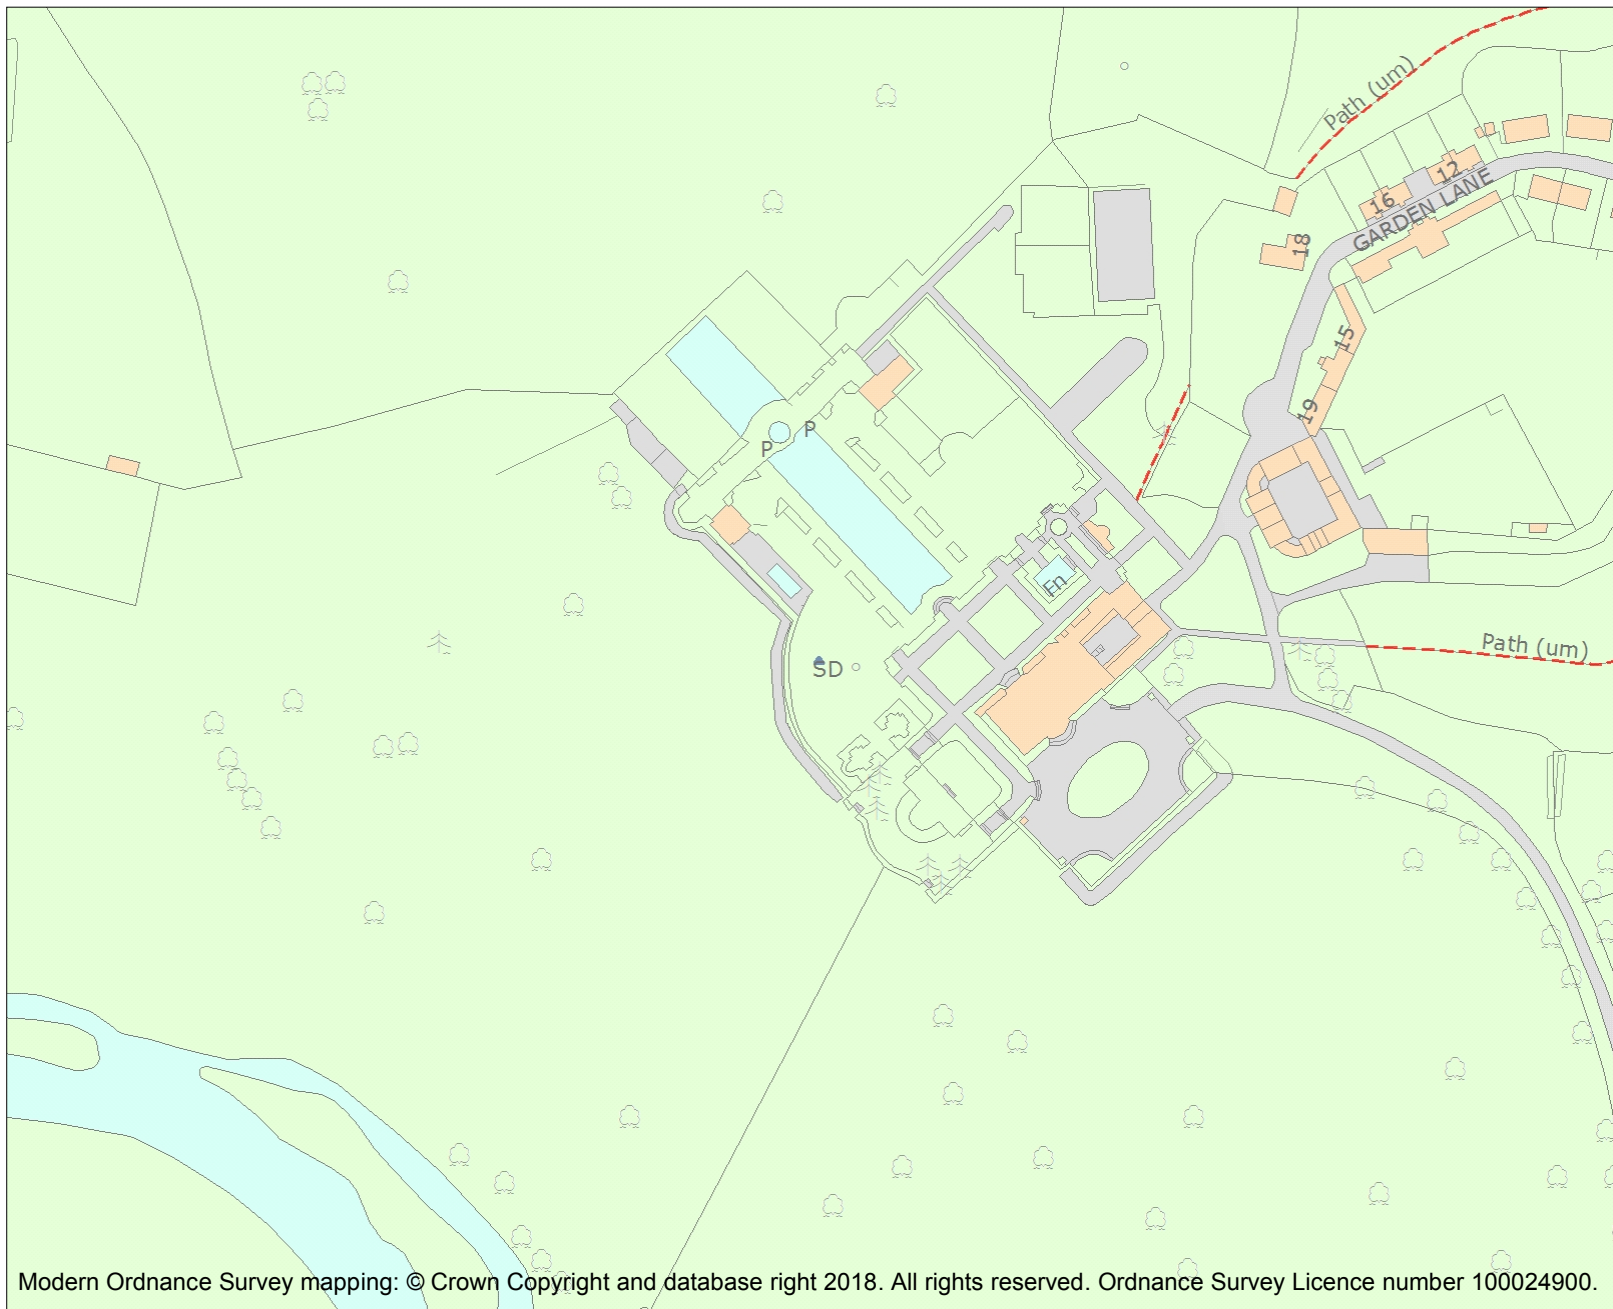 Path (um)
12
16
GARDEN LANE
18
15
19
P
P
Fn
Path (um)
SD
Modern Ordnance Survey mapping: © Crown Copyright and database right 2018. All rights reserved. Ordnance Survey Licence number 100024900.